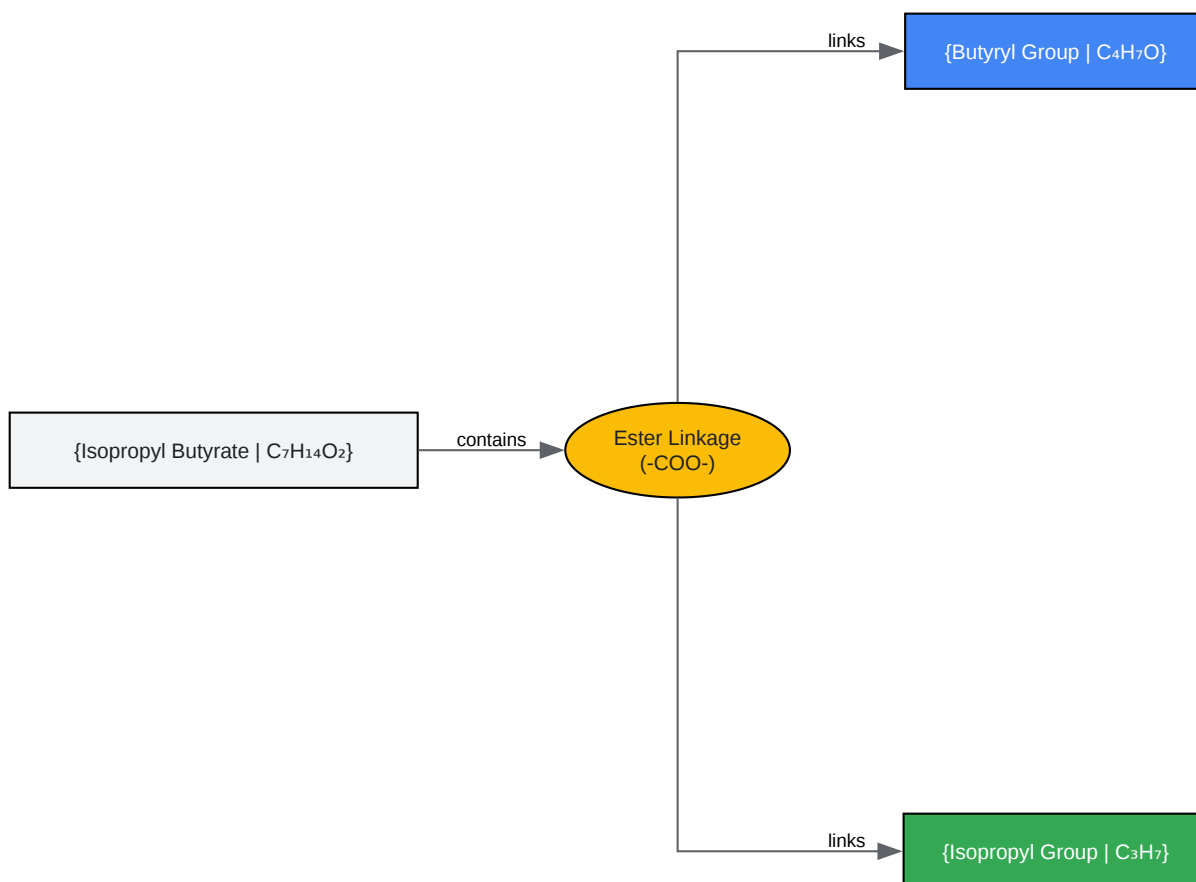 links
{Butyryl Group | C₄H₇O}
{Isopropyl Butyrate | C₇H₁₄O₂}
contains
Ester Linkage
(-COO-)
links
{Isopropyl Group | C₃H₇}